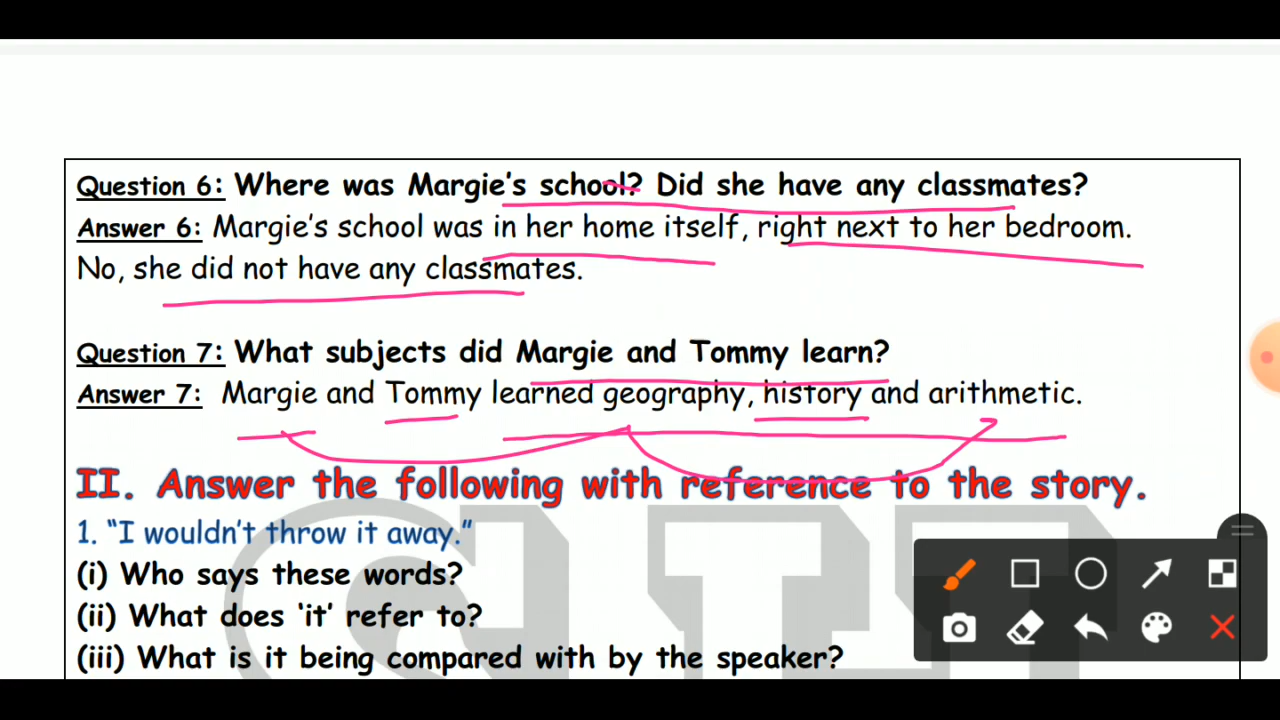 Question 6: Where was Margie's school? Did she have any classmates?
Answer 6: Margie's school was in her home itself, right next to her bedroom.
No, she did not have any classmates.
Question 7: What subjects did Margie and Tommy learn?
Answer 7: Margie and Tommy learned geography, history and arithmetic.
II. Answer the following with reference to the story.
1. “I wouldn't throw it away.”
(i) Who says these words?
(ii) What does ‘it’ refer to?
(iii) What is it being compared with by the speaker?